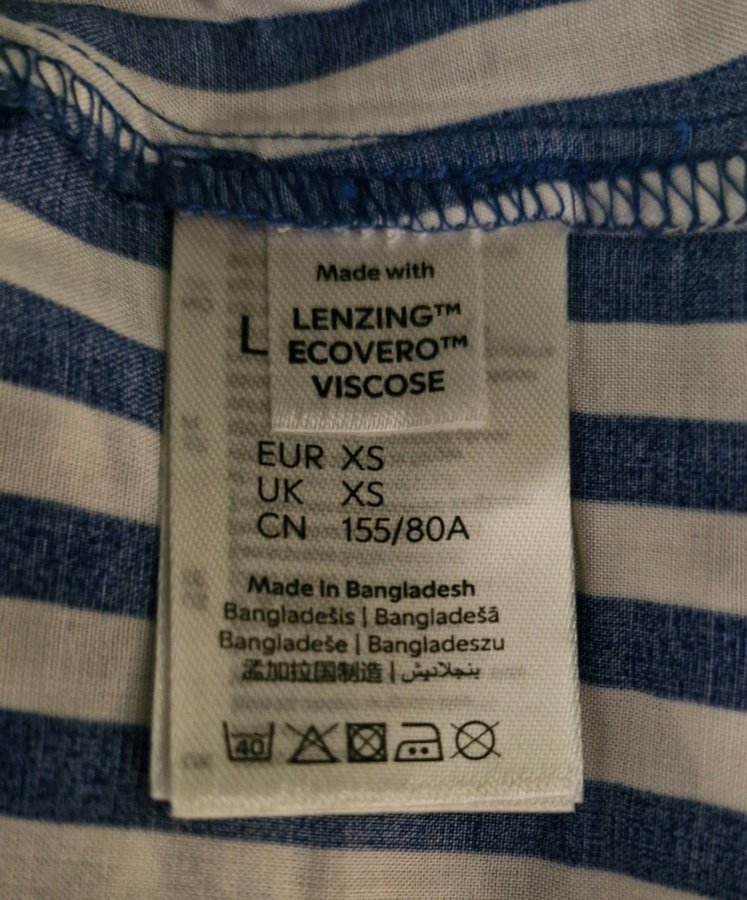 Made with
LENZING™
ECOVERO™
VISCOSE
L
EUR XS
UK XS
CN 155/80A
Made in Bangladesh
Bangladešis | Bangladešā
Bangladeše | Bangladeszu
孟加拉国制造 | بنجلاديش
40